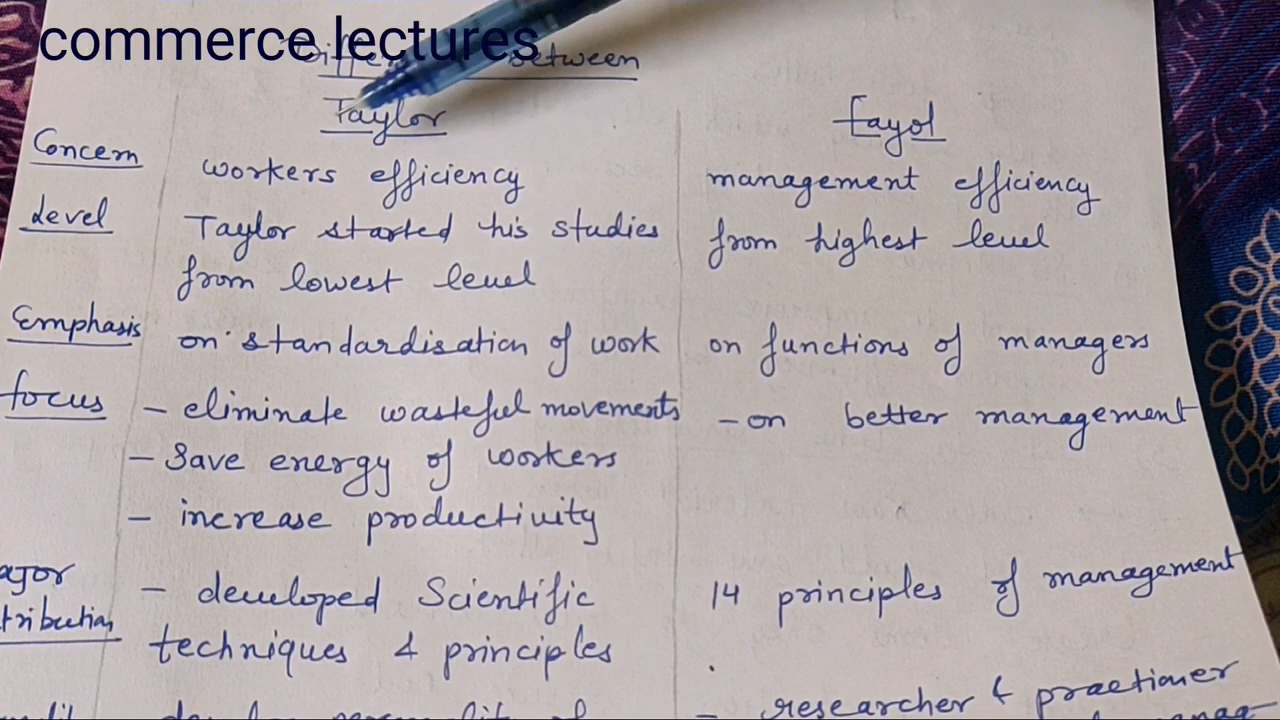 commerce lectures
between
Taylor
Fayol
Concern
workers efficiency
management efficiency
Level
Taylor started his studies
from lowest level
from highest level
Emphasis
on standardisation of work
on functions of managers
focus
- eliminate wasteful movements
- Save energy of workers
- increase productivity
- on better management
ajor
tribution
- developed Scientific
techniques & principles
14 principles of management
- researcher & practioner